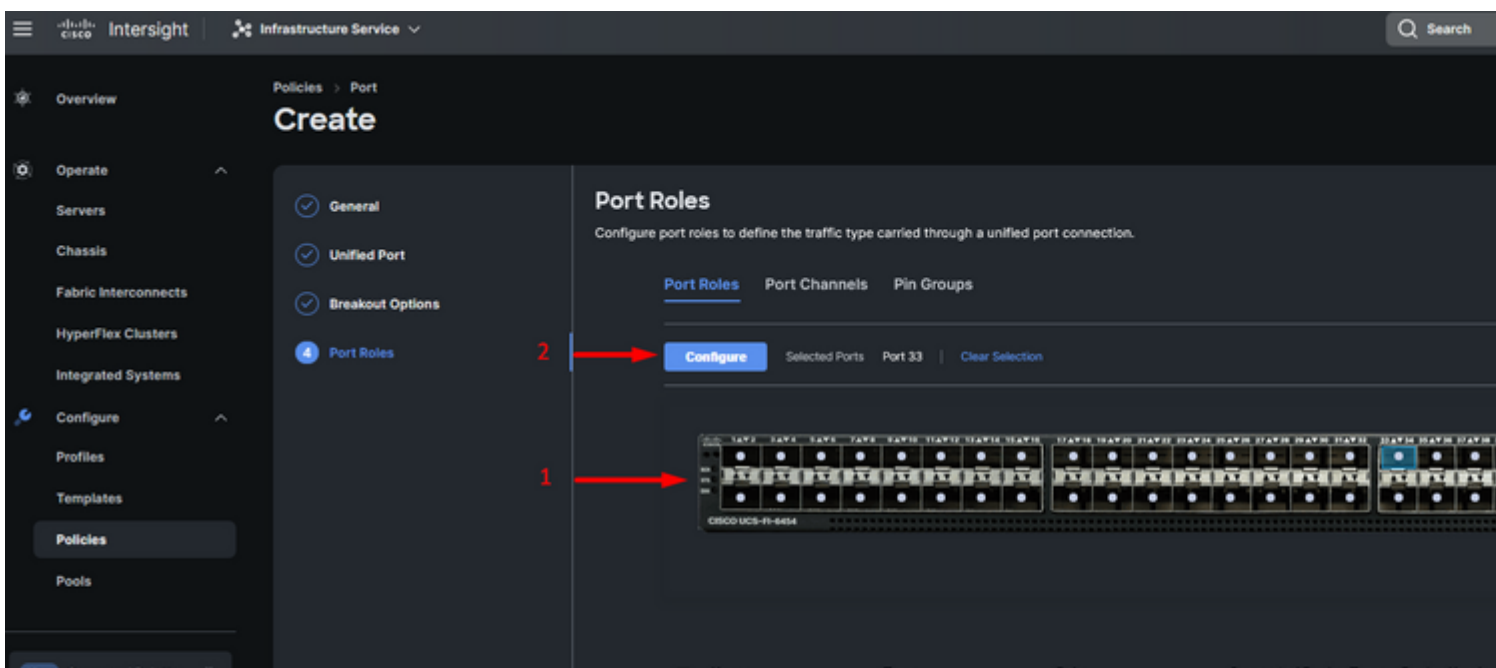 CISCO Intersight Infrastructure Service Search
Overview
Operate
Servers
Chassis
Fabric Interconnects
HyperFlex Clusters
Integrated Systems
Configure
Profiles
Templates
Policies
Pools
Policies > Port
Create
General
Unified Port
Breakout Options
4 Port Roles
Port Roles
Configure port roles to define the traffic type carried through a unified port connection.
Port Roles Port Channels Pin Groups
2
Configure Selected Ports Port 33 | Clear Selection
1
CISCO UCS-FI-6454